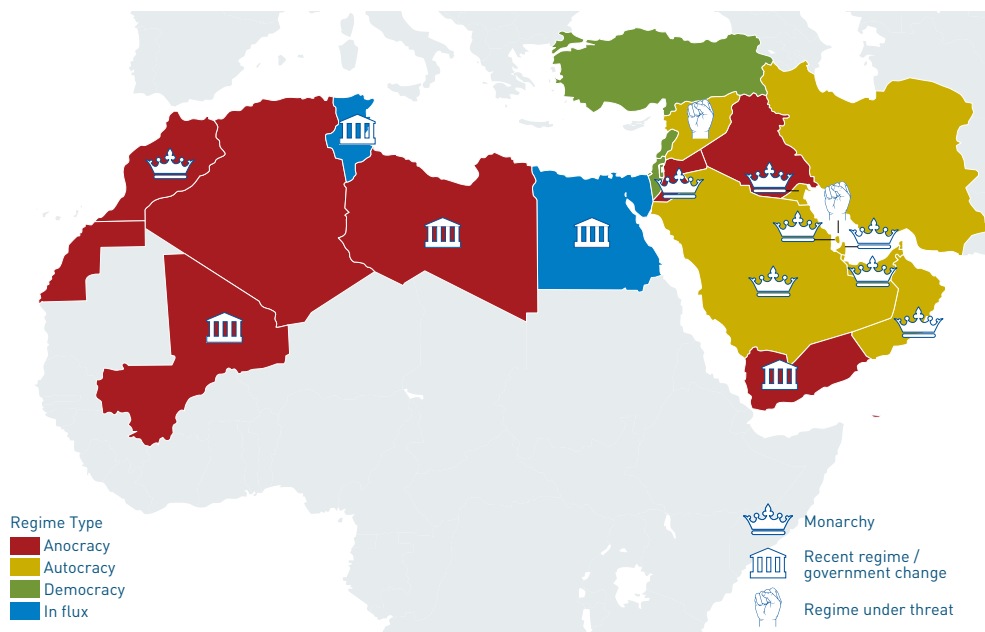 Regime Type
Anocracy
Autocracy
Democracy
In flux
Monarchy
Recent regime /
government change
Regime under threat